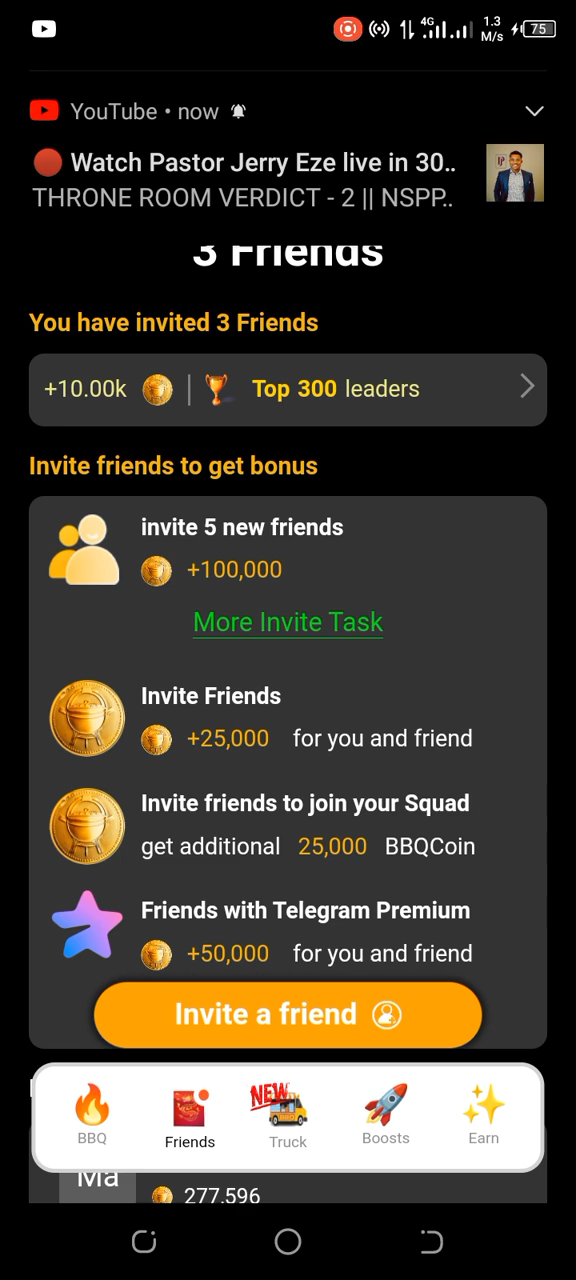 4G
1.3
M/s
75
YouTube • now
Watch Pastor Jerry Eze live in 30..
THRONE ROOM VERDICT - 2 || NSPP..
3 Friends
You have invited 3 Friends
+10.00k | Top 300 leaders
Invite friends to get bonus
invite 5 new friends
+100,000
More Invite Task
Invite Friends
+25,000 for you and friend
Invite friends to join your Squad
get additional 25,000 BBQCoin
Friends with Telegram Premium
+50,000 for you and friend
Invite a friend
NEW
BBQ Friends Truck Boosts Earn
Ma
277,596